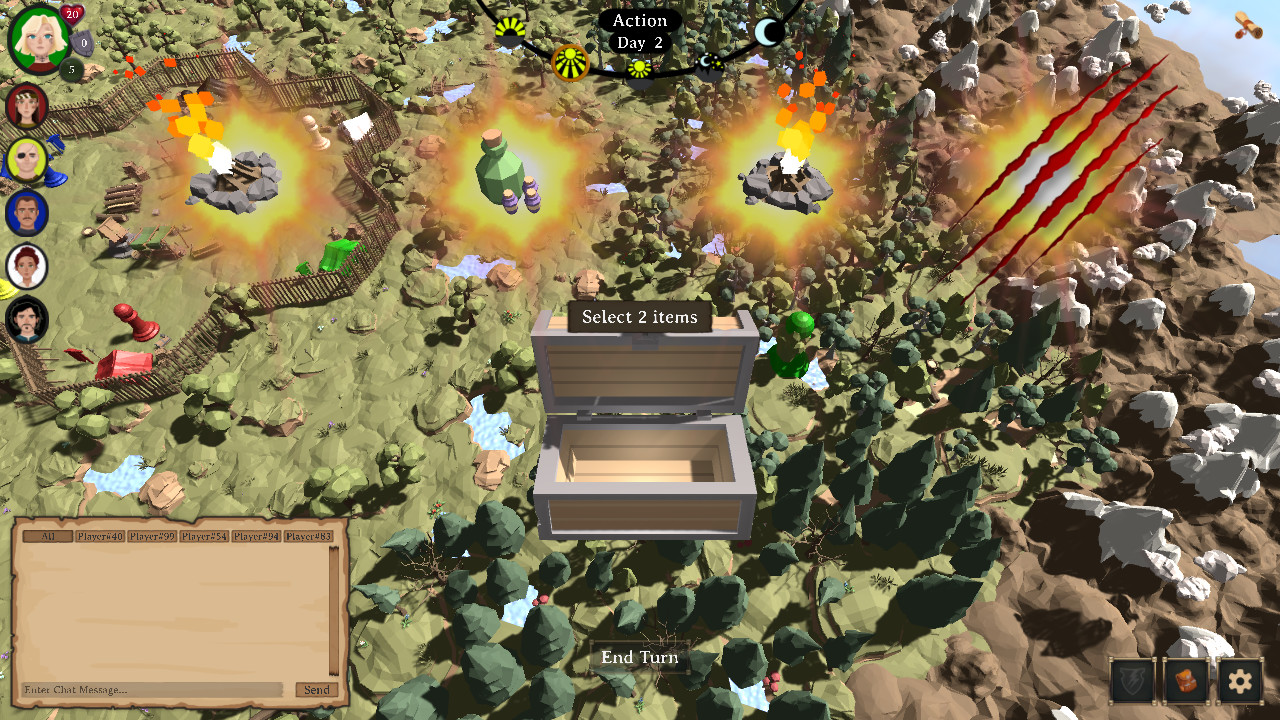 20
Action
0
Day 2
5
Select 2 items
All Player#40 Player#99 Player#54 Player#94 Player#83
End Turn
Enter Chat Message...
Send